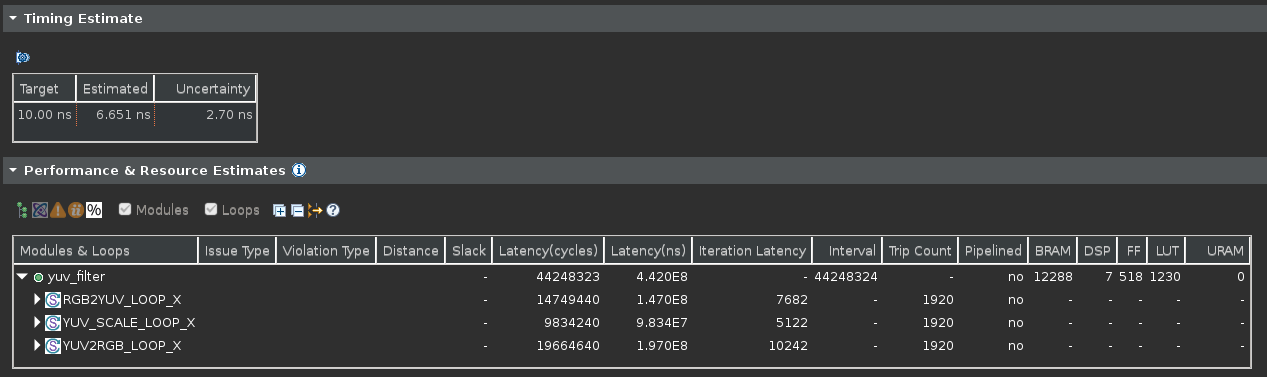 Timing Estimate
Target Estimated Uncertainty
10.00 ns 6.651 ns 2.70 ns
Performance & Resource Estimates
% Modules Loops
Modules & Loops Issue Type Violation Type Distance Slack Latency(cycles) Latency(ns) Iteration Latency Interval Trip Count Pipelined BRAM DSP FF LUT URAM
yuv_filter - 44248323 4.420E8 - 44248324 - no 12288 7 518 1230 0
RGB2YUV_LOOP_X - 14749440 1.470E8 7682 - 1920 no - - - - -
YUV_SCALE_LOOP_X - 9834240 9.834E7 5122 - 1920 no - - - - -
YUV2RGB_LOOP_X - 19664640 1.970E8 10242 - 1920 no - - - - -